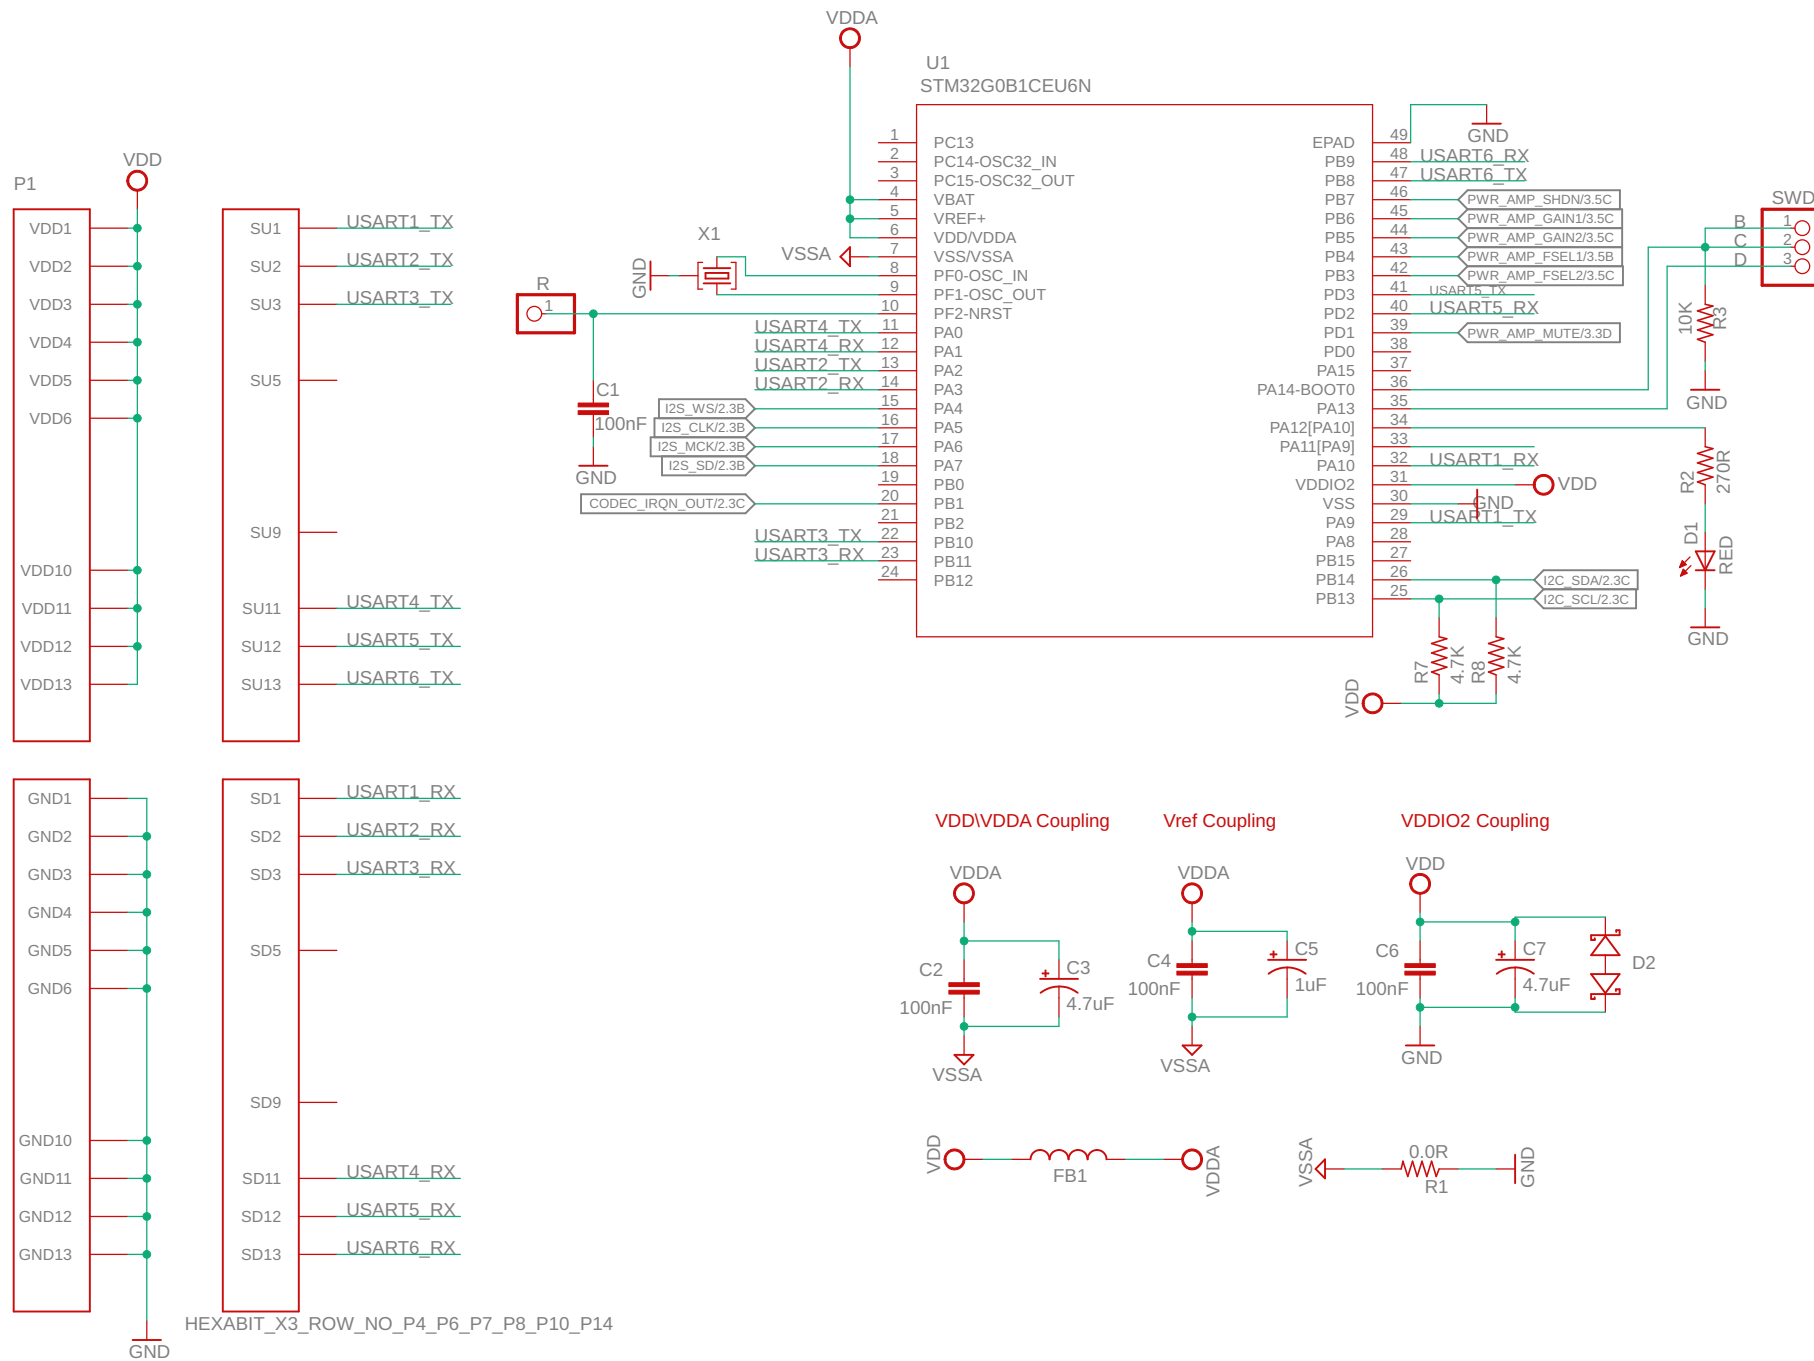 VDDA
U1
STM32G0B1CEU6N
VDD
P1
VDD1
VDD2
VDD3
VDD4
VDD5
VDD6
VDD10
VDD11
VDD12
VDD13
SU1 USART1_TX
SU2 USART2_TX
SU3 USART3_TX
SU5
SU9
SU11 USART4_TX
SU12 USART5_TX
SU13 USART6_TX
GND1
GND2
GND3
GND4
GND5
GND6
GND10
GND11
GND12
GND13
GND
SD1 USART1_RX
SD2 USART2_RX
SD3 USART3_RX
SD5
SD9
SD11 USART4_RX
SD12 USART5_RX
SD13 USART6_RX
HEXABIT_X3_ROW_NO_P4_P6_P7_P8_P10_P14
R
1
C1
100nF
GND
X1
GND
VSSA
1 PC13
2 PC14-OSC32_IN
3 PC15-OSC32_OUT
4 VBAT
5 VREF+
6 VDD/VDDA
7 VSS/VSSA
8 PF0-OSC_IN
9 PF1-OSC_OUT
10 PF2-NRST
USART4_TX 11 PA0
USART4_RX 12 PA1
USART2_TX 13 PA2
USART2_RX 14 PA3
I2S_WS/2.3B 15 PA4
I2S_CLK/2.3B 16 PA5
I2S_MCK/2.3B 17 PA6
I2S_SD/2.3B 18 PA7
19 PB0
CODEC_IRQN_OUT/2.3C 20 PB1
21 PB2
USART3_TX 22 PB10
USART3_RX 23 PB11
24 PB12
EPAD 49
GND
PB9 48 USART6_RX
PB8 47 USART6_TX
PB7 46 PWR_AMP_SHDN/3.5C
PB6 45 PWR_AMP_GAIN1/3.5C
PB5 44 PWR_AMP_GAIN2/3.5C
PB4 43 PWR_AMP_FSEL1/3.5B
PB3 42 PWR_AMP_FSEL2/3.5C
PD3 41 USART5_TX
PD2 40 USART5_RX
PD1 39 PWR_AMP_MUTE/3.3D
PD0 38
PA15 37
PA14-BOOT0 36
PA13 35
PA12[PA10] 34
PA11[PA9] 33
PA10 32 USART1_RX
VDDIO2 31 VDD
VSS 30 GND
PA9 29 USART1_TX
PA8 28
PB15 27
PB14 26 I2C_SDA/2.3C
PB13 25 I2C_SCL/2.3C
SWD
B 1
C 2
D 3
10K
R3
GND
R2
270R
D1
RED
GND
R7
4.7K
R8
4.7K
VDD
VDD\VDDA Coupling
VDDA
C2
100nF
C3
4.7uF
VSSA
Vref Coupling
VDDA
C4
100nF
C5
1uF
VSSA
VDDIO2 Coupling
VDD
C6
100nF
C7
4.7uF
D2
GND
VDD
FB1
VDDA
VSSA
0.0R
R1
GND